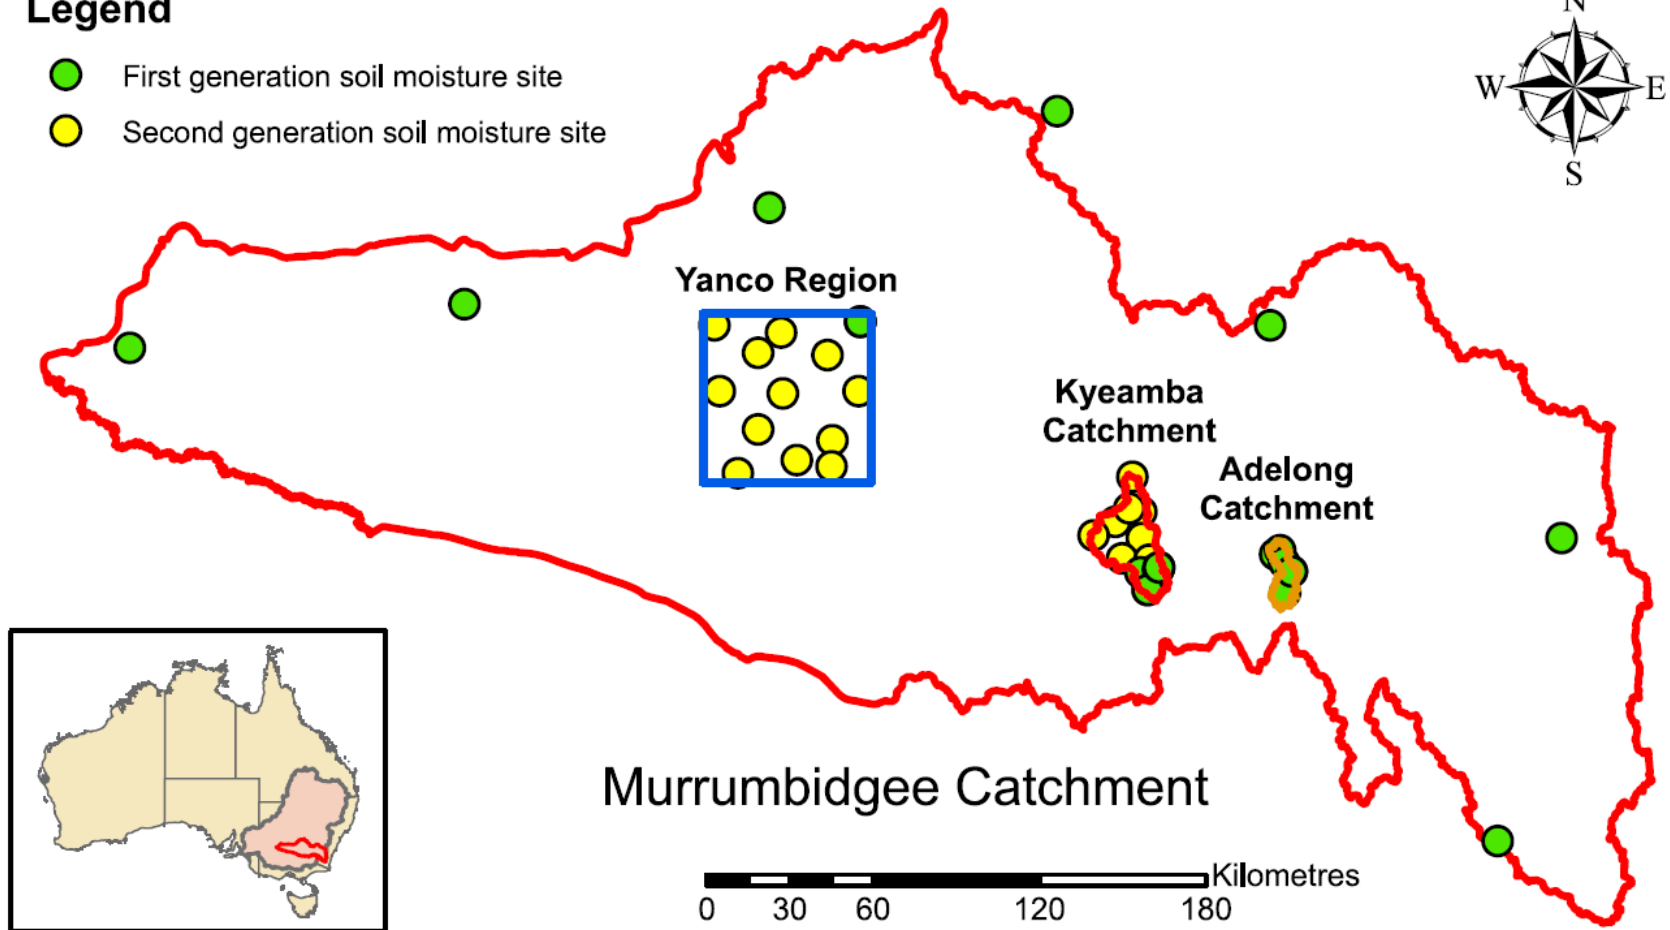 Legend
First generation soil moisture site
Second generation soil moisture site
N
W
E
S
Yanco Region
Kyeamba
Catchment
Adelong
Catchment
Murrumbidgee Catchment
Kilometres
0 30 60 120 180